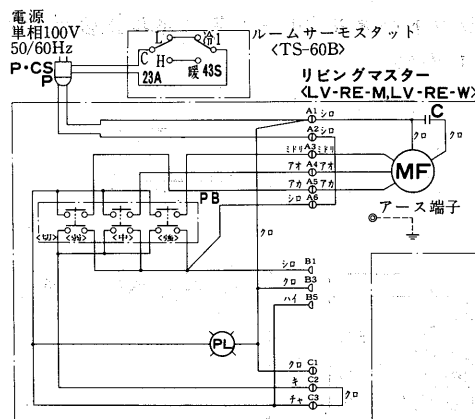 電源
単相100V
50/60Hz
P・CS
P
L
冷1
C
H
暖
23A
43S
ルームサーモスタット
<TS-60B>
リビングマスター
<LV-RE-M,LV-RE-W>
A1 シロ
C
A2 シロ
クロ クロ
ミドリ A3 ミドリ
アオ A4 アオ
アカ A5 アカ
シロ A6
MF
アース端子
PB
<切> <弱> <中> <強>
クロ
シロ B1
クロ B3
ハイ B5
PL
クロ C1
キ C2
クロ
チャ C3